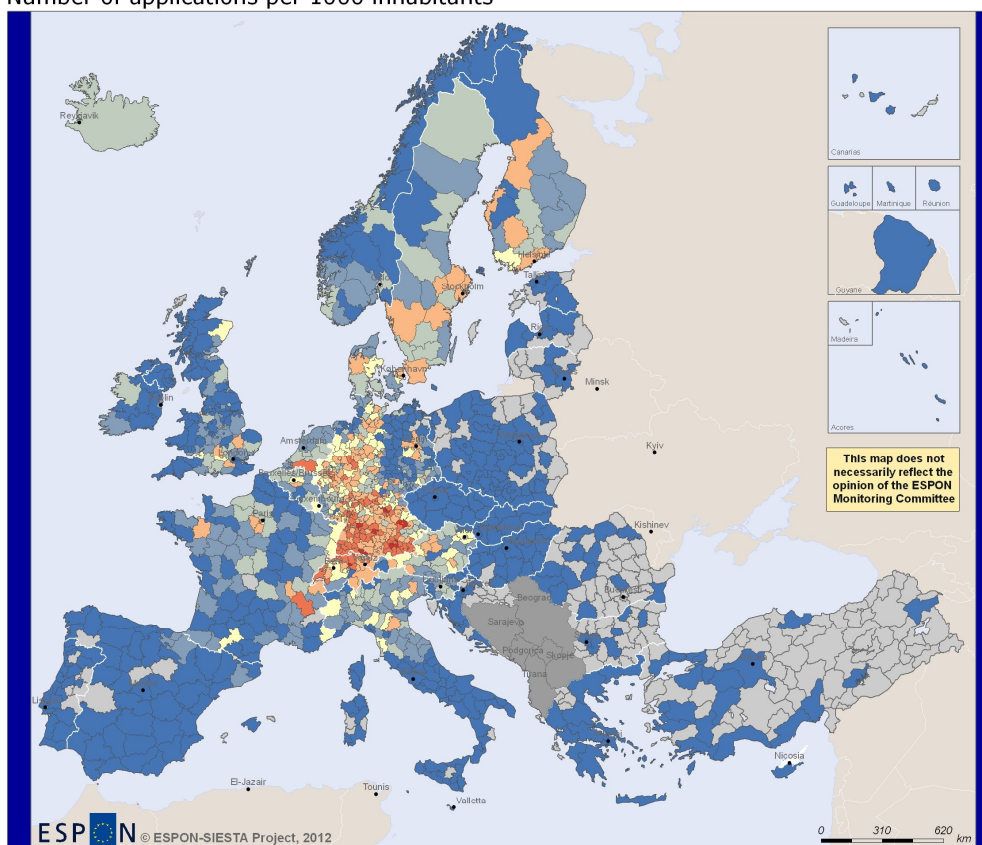 Number of applications per 1000 inhabitants
Reykjavik
Canarias
Guadeloupe
Martinique
Réunion
Guyane
Madeira
Acores
This map does not
necessarily reflect the
opinion of the ESPON
Monitoring Committee
Helsinki
Stockholm
København
Minsk
Amsterdam
Kyiv
Paris
Kishinev
Beograd
Sarajevo
Podgorica
Skopje
Tirana
Nicosia
El-Jazair
Tounis
Valletta
ESPON © ESPON-SIESTA Project, 2012
0 310 620
km